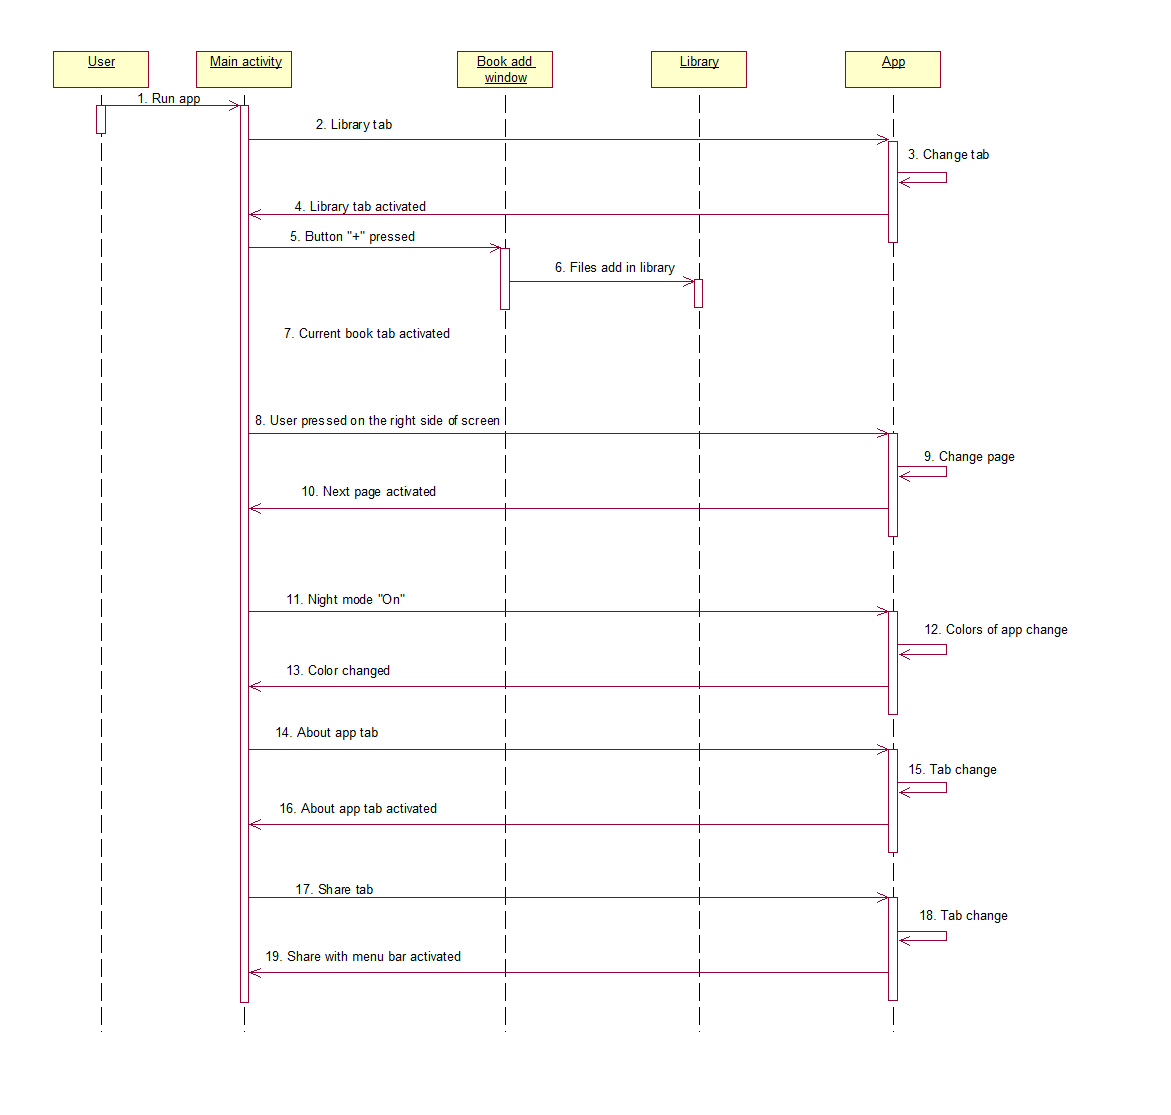 User
Main activity
Book add
window
Library
App
1. Run app
2. Library tab
3. Change tab
4. Library tab activated
5. Button "+" pressed
6. Files add in library
7. Current book tab activated
8. User pressed on the right side of screen
9. Change page
10. Next page activated
11. Night mode "On"
12. Colors of app change
13. Color changed
14. About app tab
15. Tab change
16. About app tab activated
17. Share tab
18. Tab change
19. Share with menu bar activated